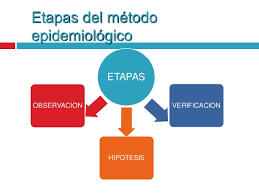 Etapas del método
epidemiológico
ETAPAS
OBSERVACION
VERIFICACION
HIPOTESIS